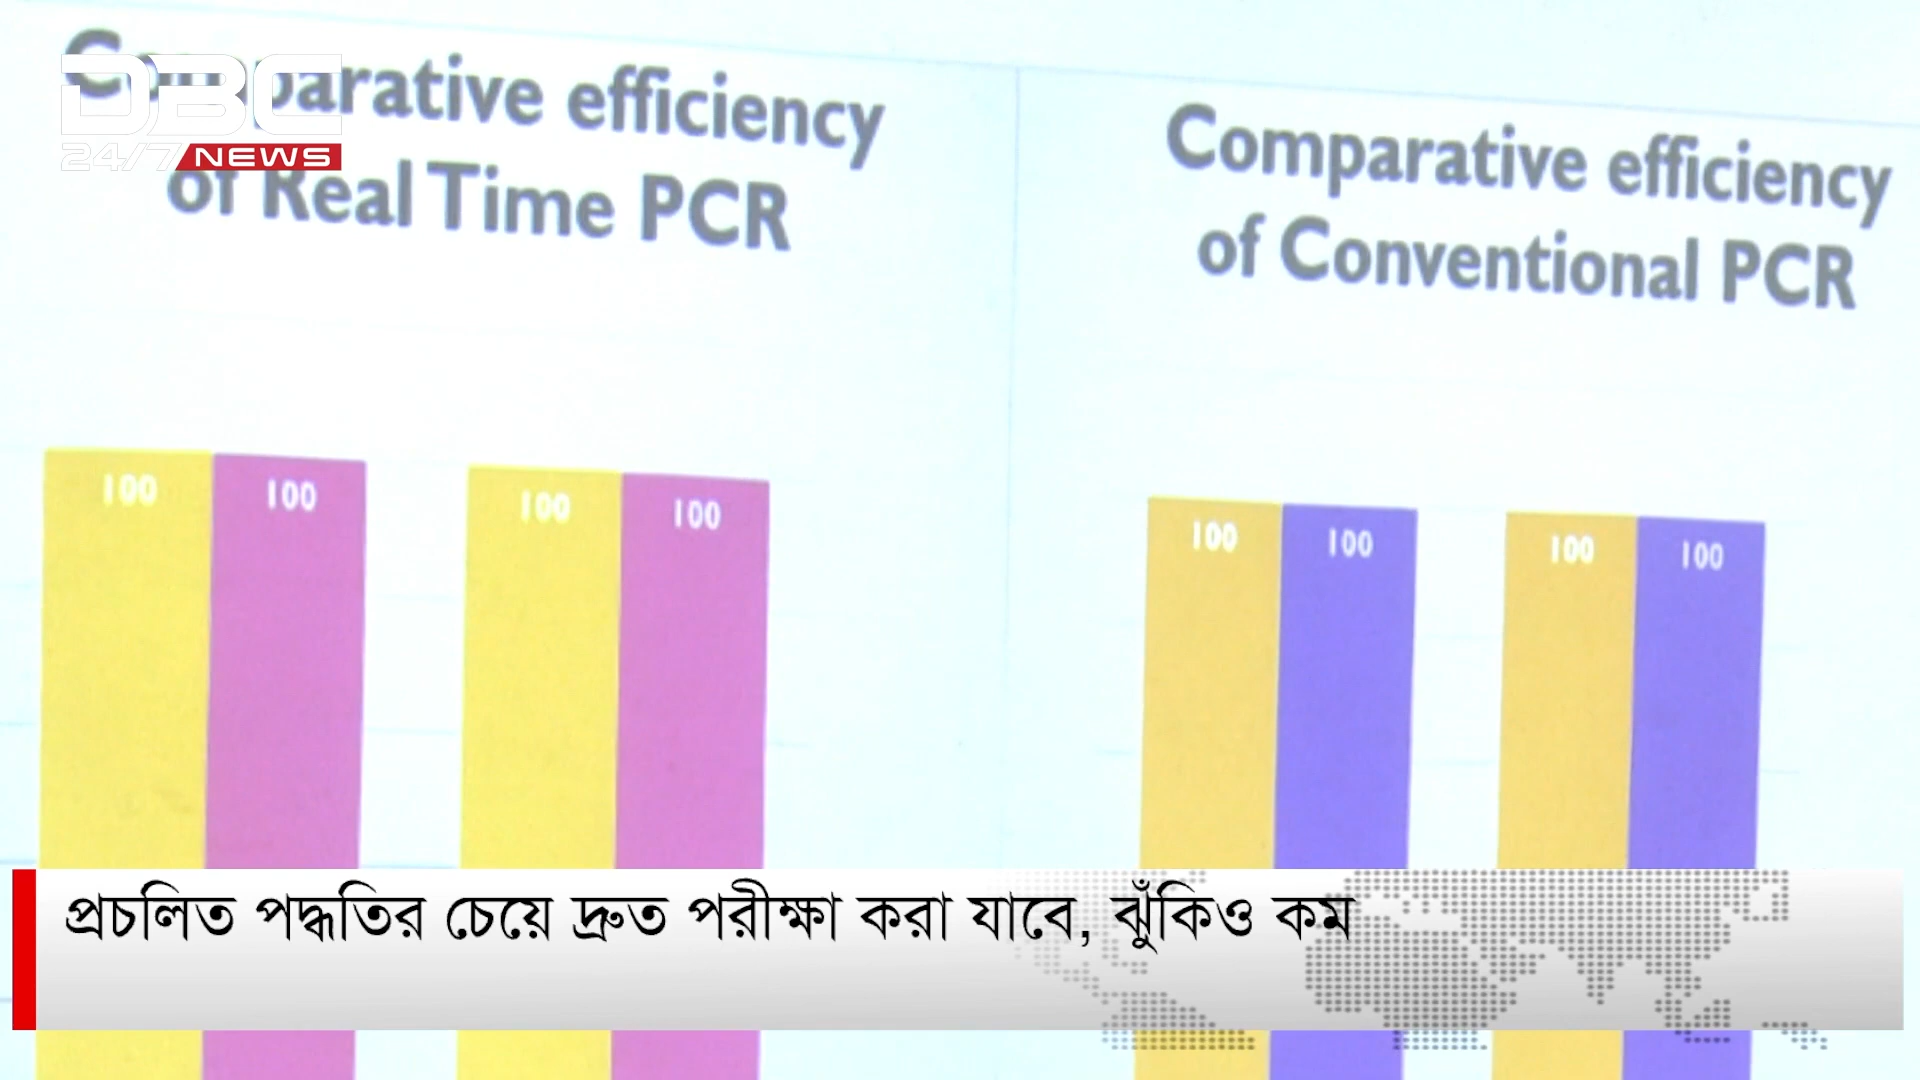 DBC
24/7 NEWS
Comparative efficiency
of Real Time PCR
Comparative efficiency
of Conventional PCR
100
100
100
100
100
100
100
100
প্রচলিত পদ্ধতির চেয়ে দ্রুত পরীক্ষা করা যাবে, ঝুঁকিও কম